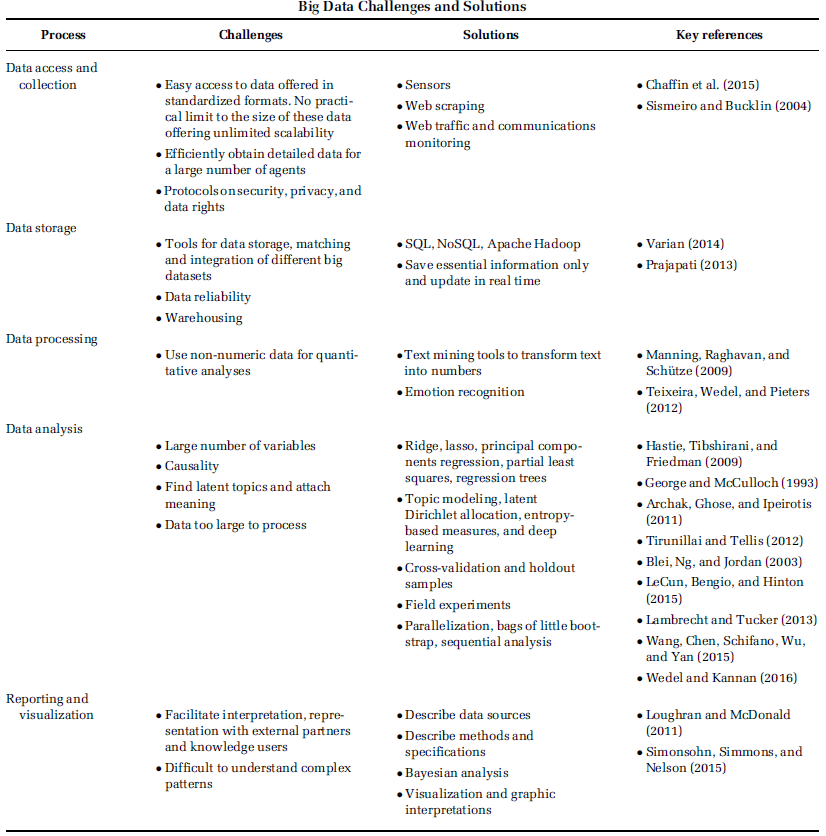 Big Data Challenges and Solutions
Process Challenges Solutions Key references
Data access and
collection
• Easy access to data offered in
standardized formats. No practi-
cal limit to the size of these data
offering unlimited scalability
• Efficiently obtain detailed data for
a large number of agents
• Protocols on security, privacy, and
data rights
• Sensors
• Web scraping
• Web traffic and communications
monitoring
• Chaffin et al. (2015)
• Sismeiro and Bucklin (2004)
Data storage
• Tools for data storage, matching
and integration of different big
datasets
• Data reliability
• Warehousing
• SQL, NoSQL, Apache Hadoop
• Save essential information only
and update in real time
• Varian (2014)
• Prajapati (2013)
Data processing
• Use non-numeric data for quanti-
tative analyses
• Text mining tools to transform text
into numbers
• Emotion recognition
• Manning, Raghavan, and
Schütze (2009)
• Teixeira, Wedel, and Pieters
(2012)
Data analysis
• Large number of variables
• Causality
• Find latent topics and attach
meaning
• Data too large to process
• Ridge, lasso, principal compo-
nents regression, partial least
squares, regression trees
• Topic modeling, latent
Dirichlet allocation, entropy-
based measures, and deep
learning
• Cross-validation and holdout
samples
• Field experiments
• Parallelization, bags of little boot-
strap, sequential analysis
• Hastie, Tibshirani, and
Friedman (2009)
• George and McCulloch (1993)
• Archak, Ghose, and Ipeirotis
(2011)
• Tirunillai and Tellis (2012)
• Blei, Ng, and Jordan (2003)
• LeCun, Bengio, and Hinton
(2015)
• Lambrecht and Tucker (2013)
• Wang, Chen, Schifano, Wu,
and Yan (2015)
• Wedel and Kannan (2016)
Reporting and
visualization
• Facilitate interpretation, repre-
sentation with external partners
and knowledge users
• Difficult to understand complex
patterns
• Describe data sources
• Describe methods and
specifications
• Bayesian analysis
• Visualization and graphic
interpretations
• Loughran and McDonald
(2011)
• Simonsohn, Simmons, and
Nelson (2015)